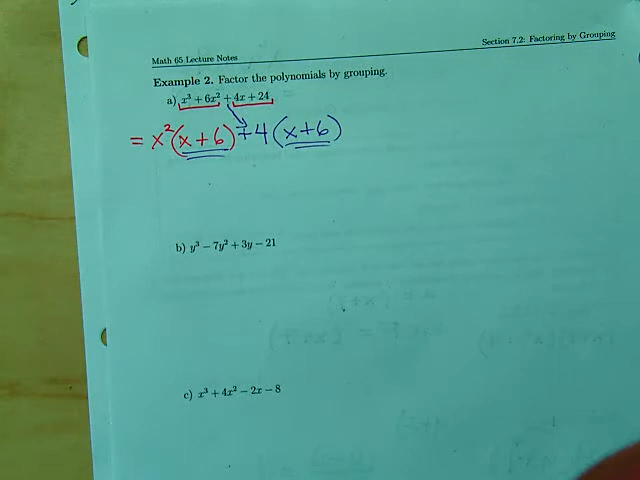 Math 65 Lecture Notes
Section 7.2: Factoring by Grouping
Example 2. Factor the polynomials by grouping.
a) x³ + 6x² + 4x + 24 =
= x²(x+6) + 4(x+6)
b) y³ − 7y² + 3y − 21
c) x³ + 4x² − 2x − 8